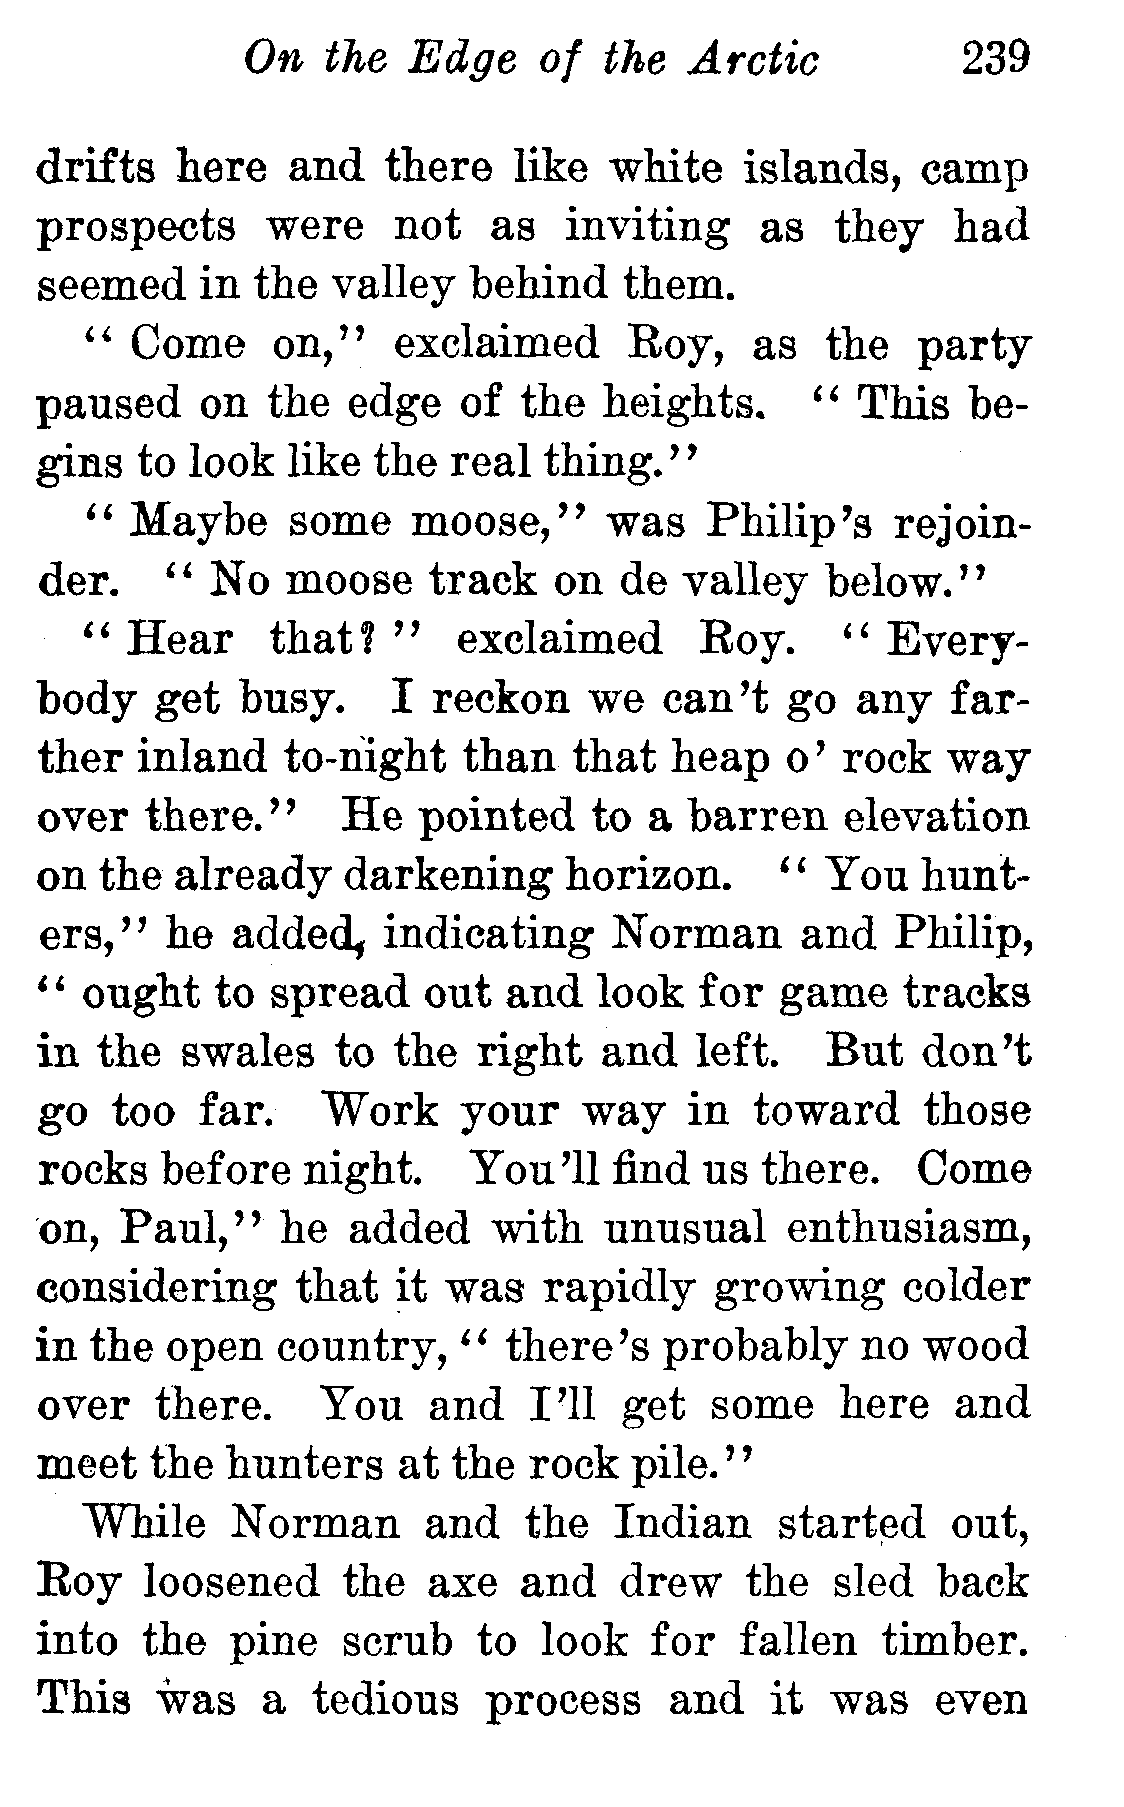 On the Edge of the Arctic 239
drifts here and there like white islands, camp
prospects were not as inviting as they had
seemed in the valley behind them.
“ Come on,” exclaimed Roy, as the party
paused on the edge of the heights. “ This be-
gins to look like the real thing.”
“ Maybe some moose,” was Philip’s rejoin-
der. “ No moose track on de valley below.”
“ Hear that? ” exclaimed Roy. “ Every-
body get busy. I reckon we can’t go any far-
ther inland to-night than that heap o’ rock way
over there.” He pointed to a barren elevation
on the already darkening horizon. “ You hunt-
ers,” he added, indicating Norman and Philip,
“ ought to spread out and look for game tracks
in the swales to the right and left. But don’t
go too far. Work your way in toward those
rocks before night. You’ll find us there. Come
on, Paul,” he added with unusual enthusiasm,
considering that it was rapidly growing colder
in the open country, “ there’s probably no wood
over there. You and I’ll get some here and
meet the hunters at the rock pile.”
While Norman and the Indian started out,
Roy loosened the axe and drew the sled back
into the pine scrub to look for fallen timber.
This was a tedious process and it was even